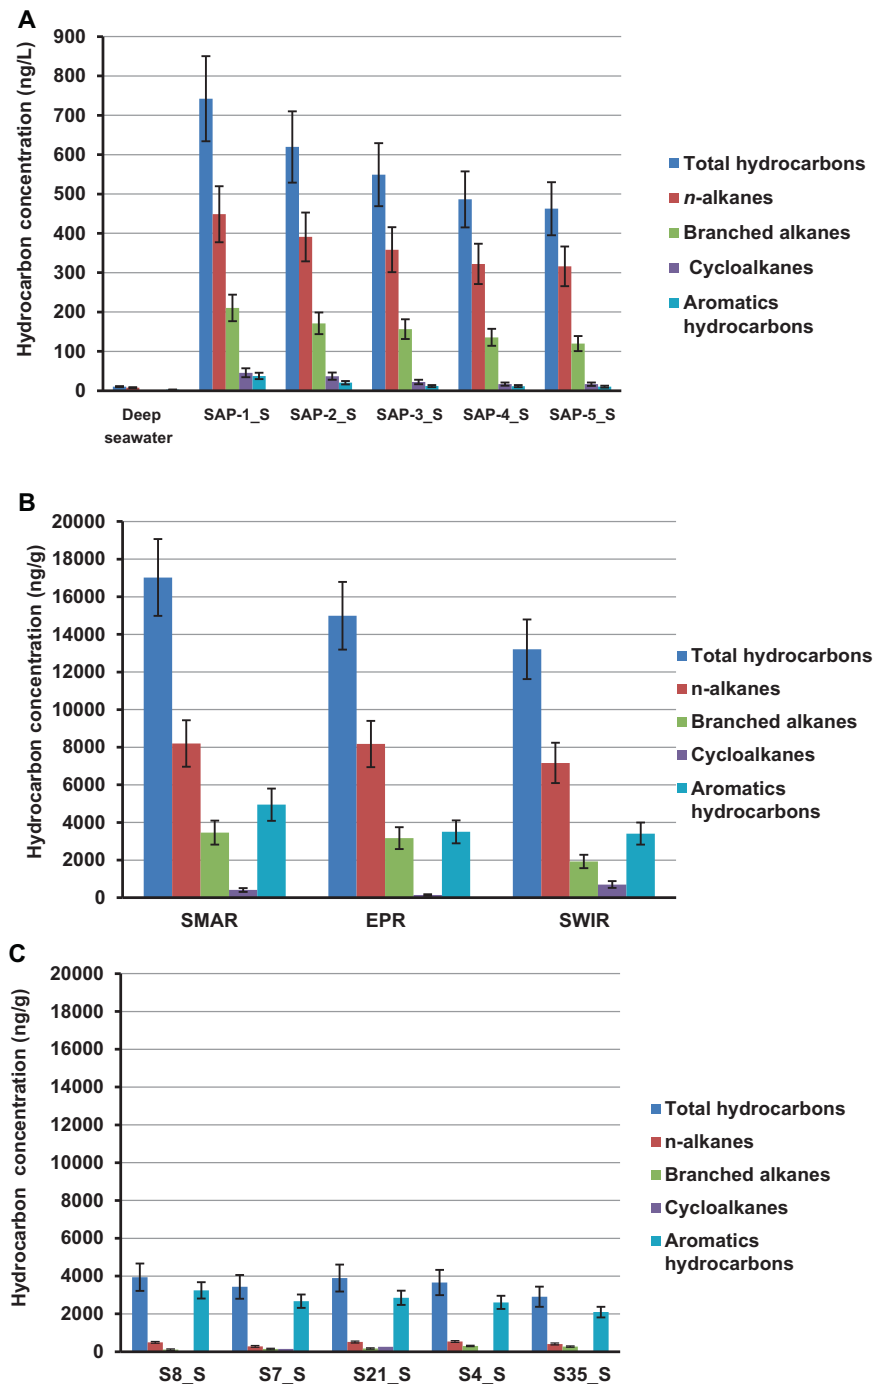 A
Hydrocarbon concentration (ng/L)
900
800
700
600
500
400
300
200
100
0
Deep
seawater
SAP-1_S
SAP-2_S
SAP-3_S
SAP-4_S
SAP-5_S
Total hydrocarbons
n-alkanes
Branched alkanes
Cycloalkanes
Aromatics
hydrocarbons
B
Hydrocarbon concentration (ng/g)
20000
18000
16000
14000
12000
10000
8000
6000
4000
2000
0
SMAR
EPR
SWIR
Total hydrocarbons
n-alkanes
Branched alkanes
Cycloalkanes
Aromatics
hydrocarbons
C
Hydrocarbon concentration (ng/g)
20000
18000
16000
14000
12000
10000
8000
6000
4000
2000
0
S8_S
S7_S
S21_S
S4_S
S35_S
Total hydrocarbons
n-alkanes
Branched alkanes
Cycloalkanes
Aromatics
hydrocarbons